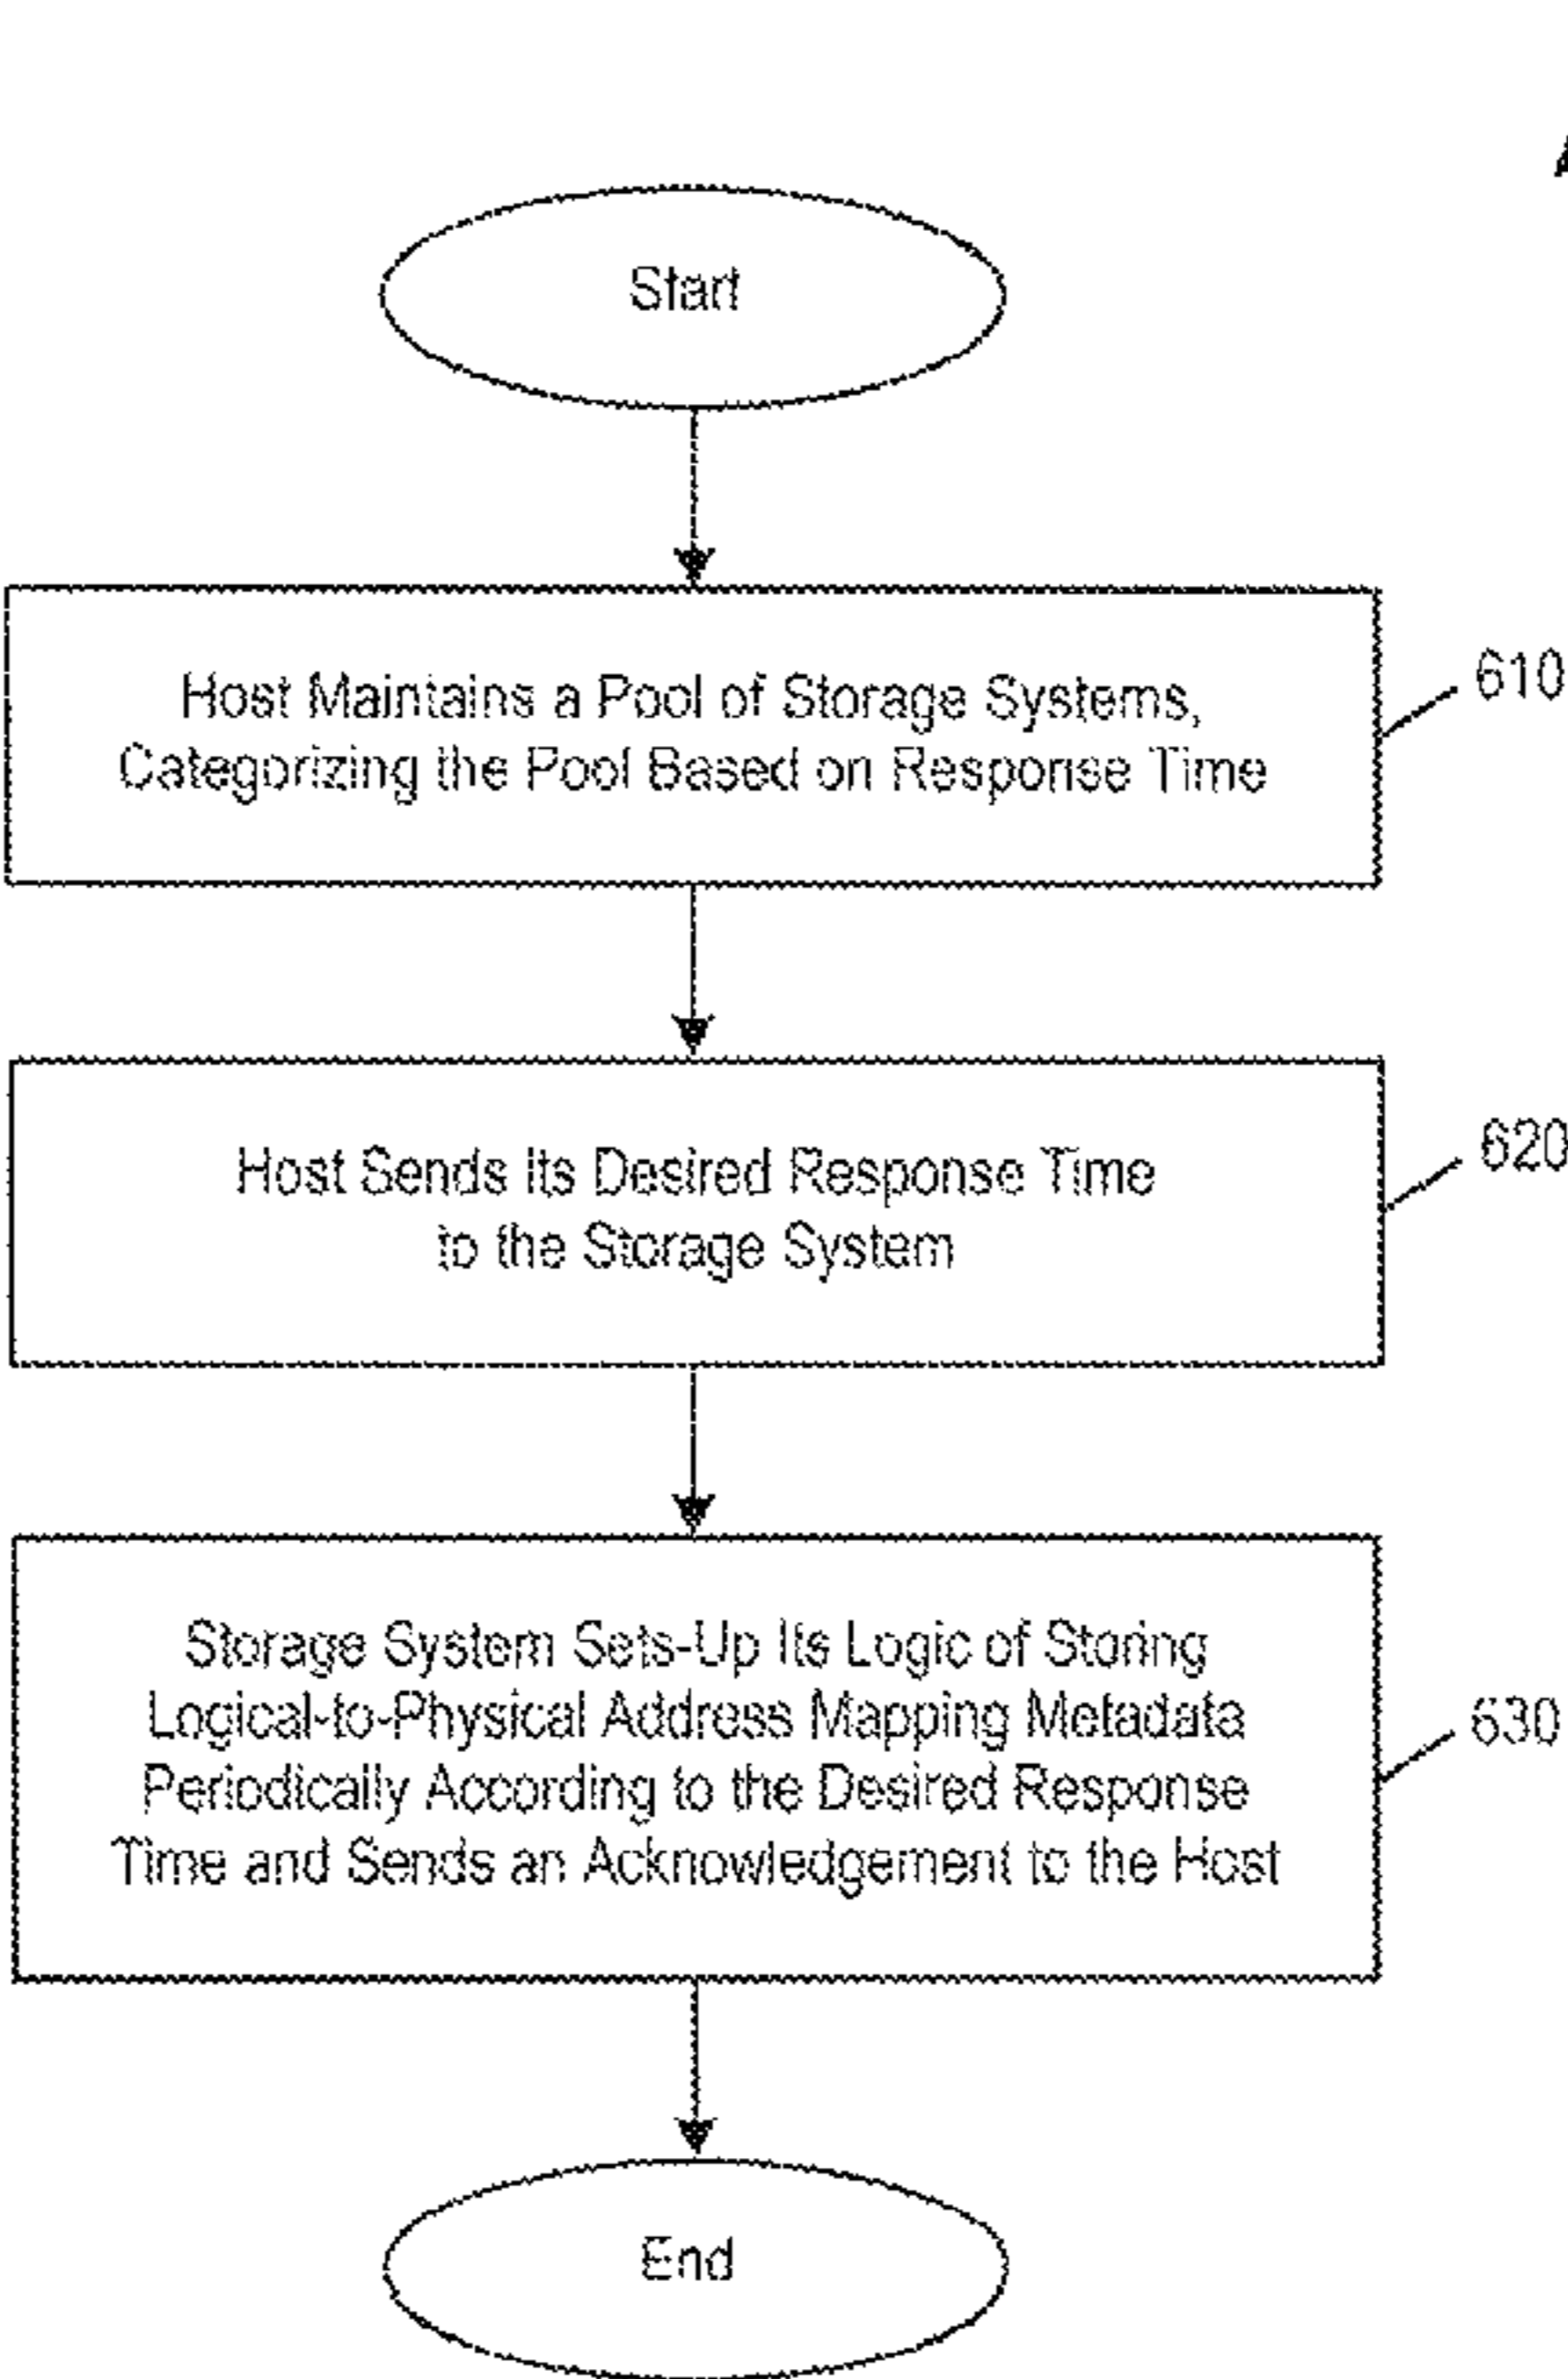 Start
Host Maintains a Pool of Storage Systems,
Categorizing the Pool Based on Response Time
610
Host Sends Its Desired Response Time
to the Storage System
620
Storage System Sets-Up Its Logic of Storing
Logical-to-Physical Address Mapping Metadata
Periodically According to the Desired Response
Time and Sends an Acknowledgement to the Host
630
End